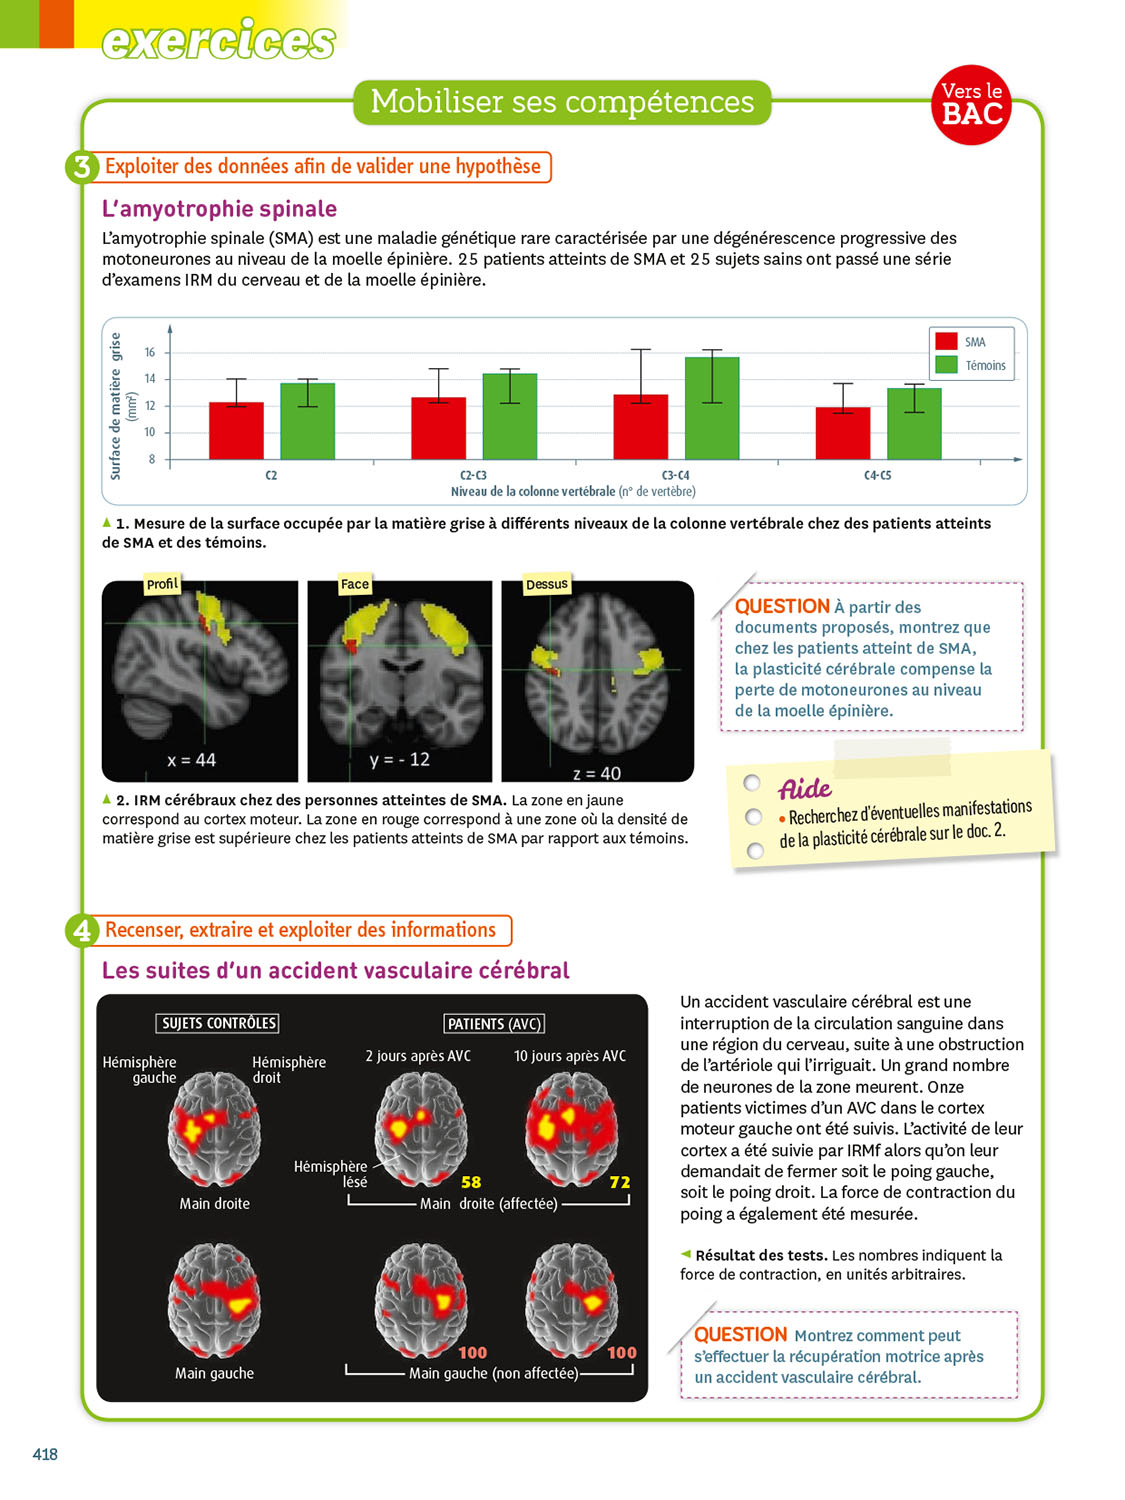 exercices
Mobiliser ses compétences
Vers le
BAC
3 Exploiter des données afin de valider une hypothèse
L'amyotrophie spinale
L'amyotrophie spinale (SMA) est une maladie génétique rare caractérisée par une dégénérescence progressive des
motoneurones au niveau de la moelle épinière. 25 patients atteints de SMA et 25 sujets sains ont passé une série
d'examens IRM du cerveau et de la moelle épinière.
Surface de matière grise
(mm²)
16
14
12
10
8
SMA
Témoins
C2
C2-C3
C3-C4
C4-C5
Niveau de la colonne vertébrale (n° de vertèbre)
1. Mesure de la surface occupée par la matière grise à différents niveaux de la colonne vertébrale chez des patients atteints
de SMA et des témoins.
Profil
Face
Dessus
x = 44
y = - 12
z = 40
2. IRM cérébraux chez des personnes atteintes de SMA. La zone en jaune
correspond au cortex moteur. La zone en rouge correspond à une zone où la densité de
matière grise est supérieure chez les patients atteints de SMA par rapport aux témoins.
QUESTION À partir des
documents proposés, montrez que
chez les patients atteint de SMA,
la plasticité cérébrale compense la
perte de motoneurones au niveau
de la moelle épinière.
Aide
• Recherchez d'éventuelles manifestations
de la plasticité cérébrale sur le doc. 2.
4 Recenser, extraire et exploiter des informations
Les suites d'un accident vasculaire cérébral
SUJETS CONTRÔLES
PATIENTS (AVC)
Hémisphère
gauche
Hémisphère
droit
2 jours après AVC
10 jours après AVC
Hémisphère
lésé
58
72
Main droite
Main droite (affectée)
100
100
Main gauche
Main gauche (non affectée)
Un accident vasculaire cérébral est une
interruption de la circulation sanguine dans
une région du cerveau, suite à une obstruction
de l'artériole qui l'irriguait. Un grand nombre
de neurones de la zone meurent. Onze
patients victimes d'un AVC dans le cortex
moteur gauche ont été suivis. L'activité de leur
cortex a été suivie par IRMf alors qu'on leur
demandait de fermer soit le poing gauche,
soit le poing droit. La force de contraction du
poing a également été mesurée.
Résultat des tests. Les nombres indiquent la
force de contraction, en unités arbitraires.
QUESTION Montrez comment peut
s'effectuer la récupération motrice après
un accident vasculaire cérébral.
418